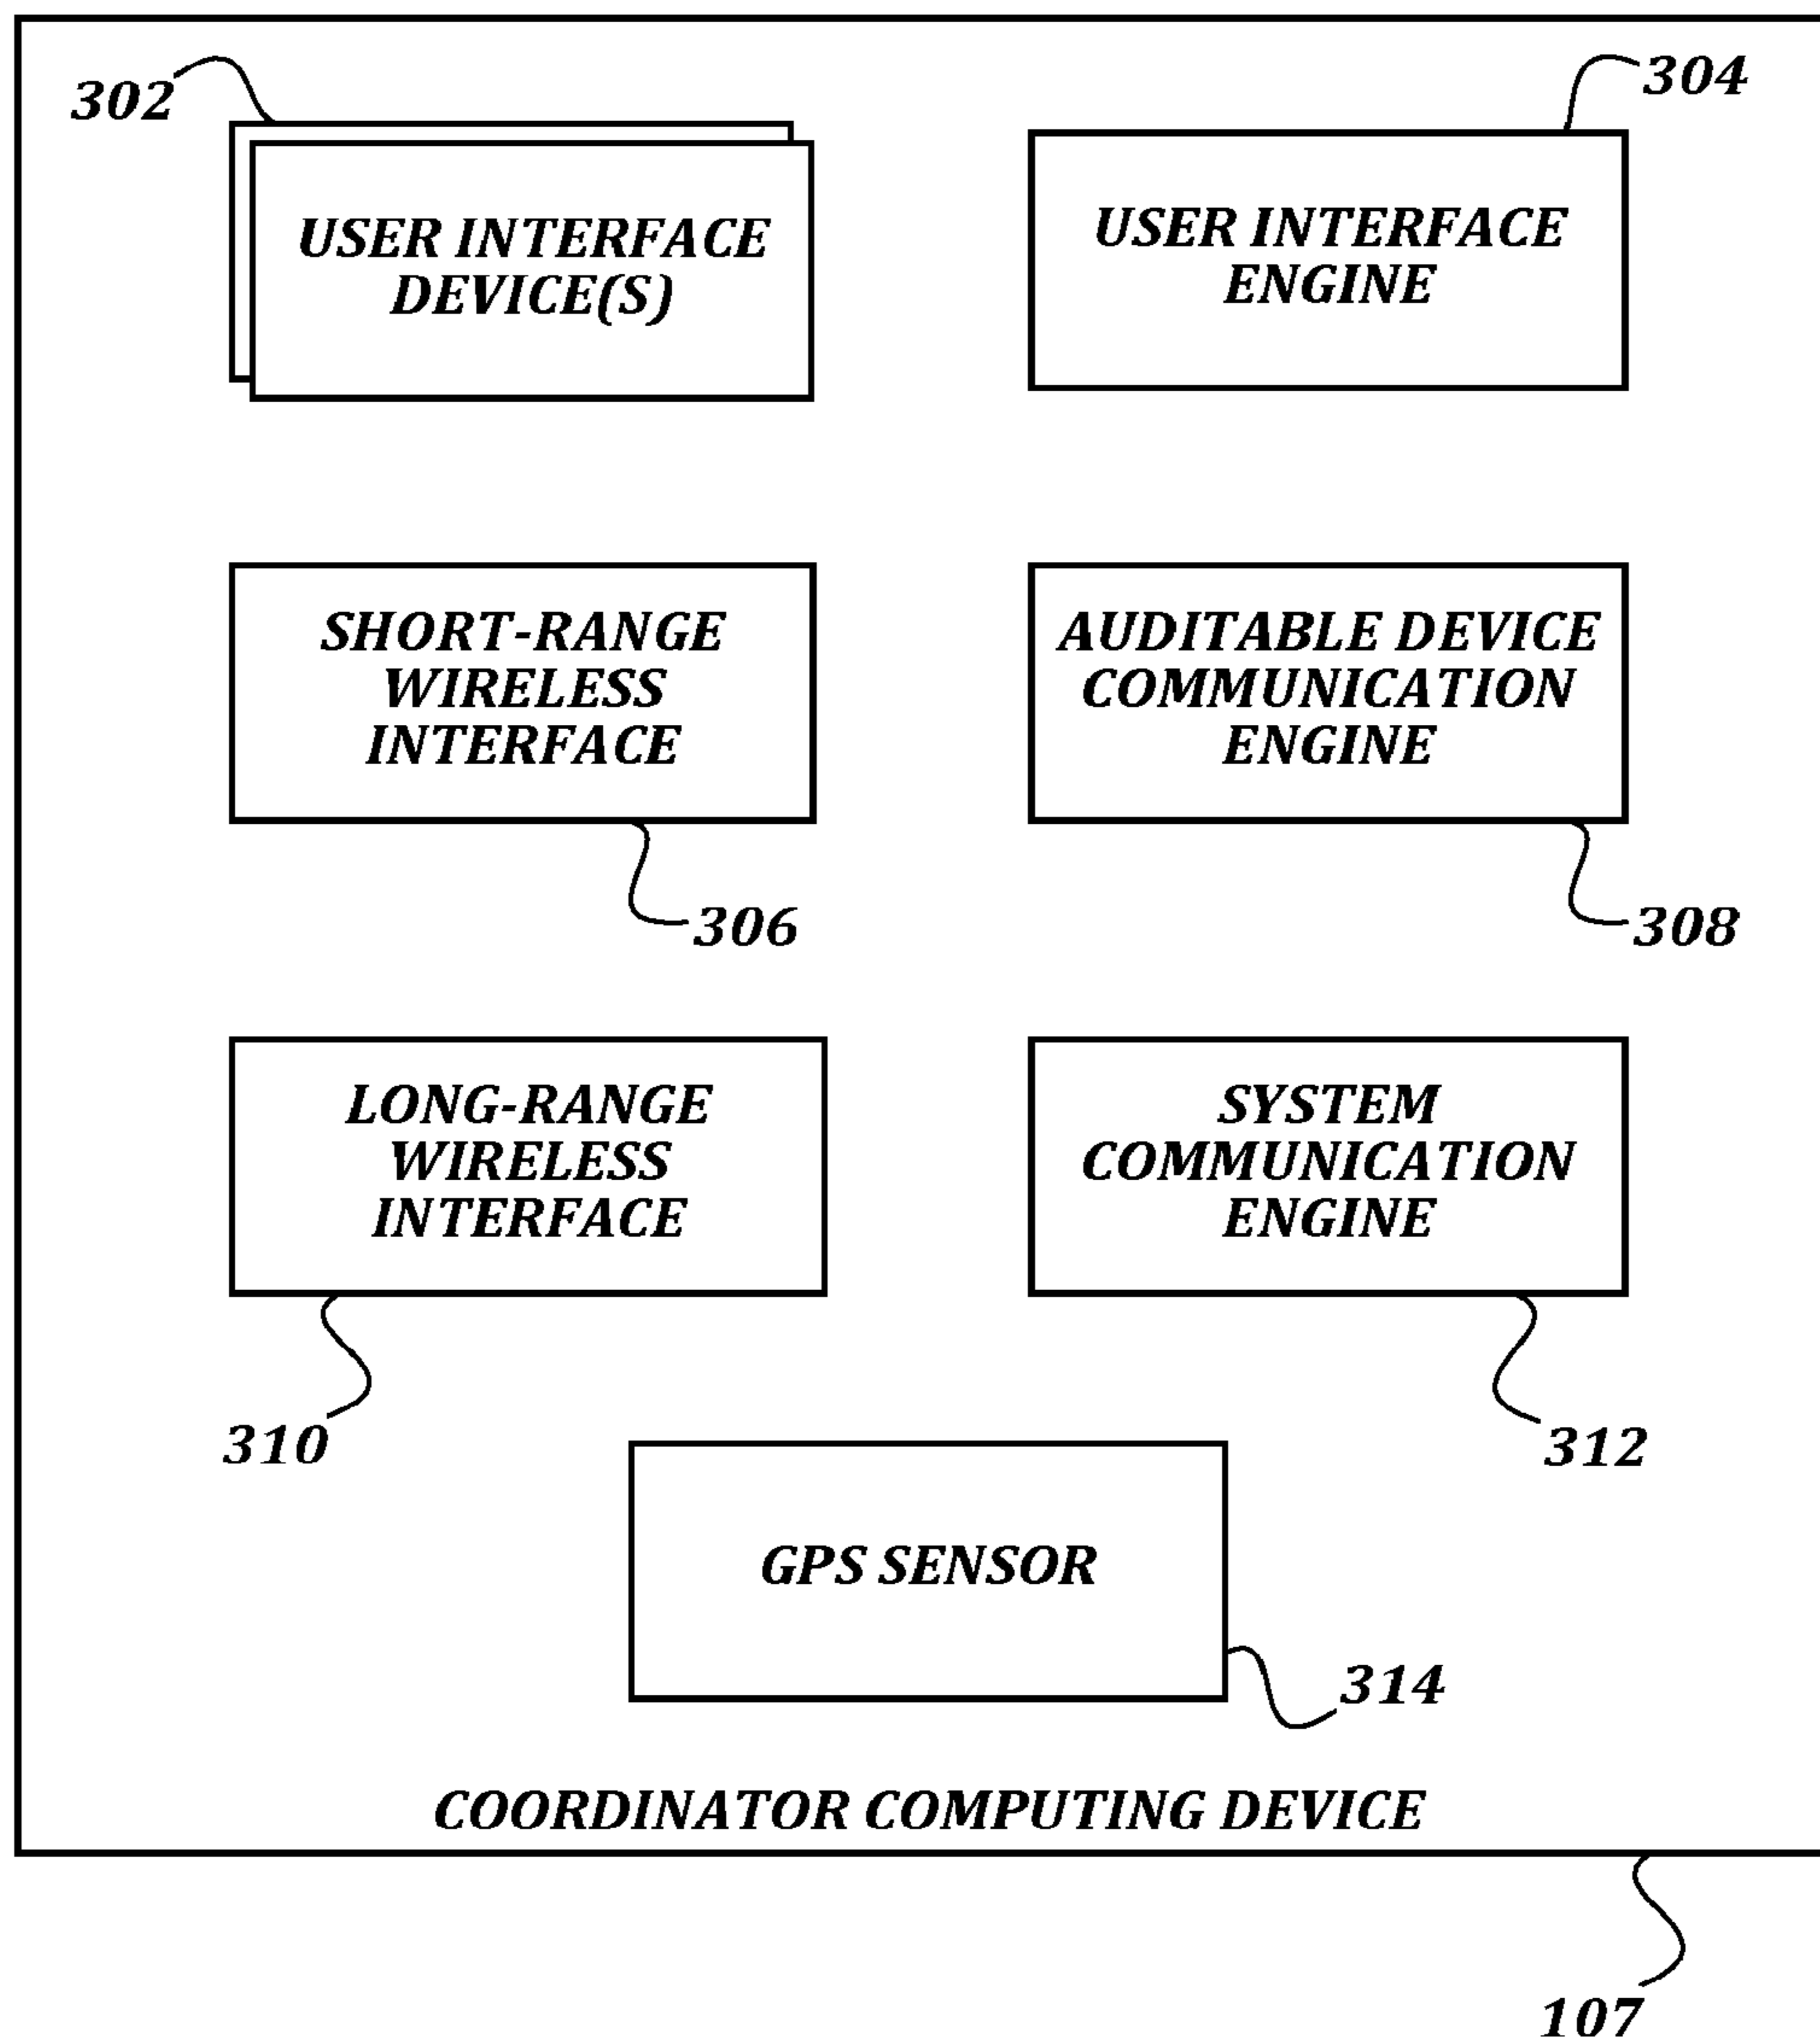 302
304
USER INTERFACE
DEVICE(S)
USER INTERFACE
ENGINE
SHORT-RANGE
WIRELESS
INTERFACE
306
AUDITABLE DEVICE
COMMUNICATION
ENGINE
308
LONG-RANGE
WIRELESS
INTERFACE
310
SYSTEM
COMMUNICATION
ENGINE
312
GPS SENSOR
314
COORDINATOR COMPUTING DEVICE
107